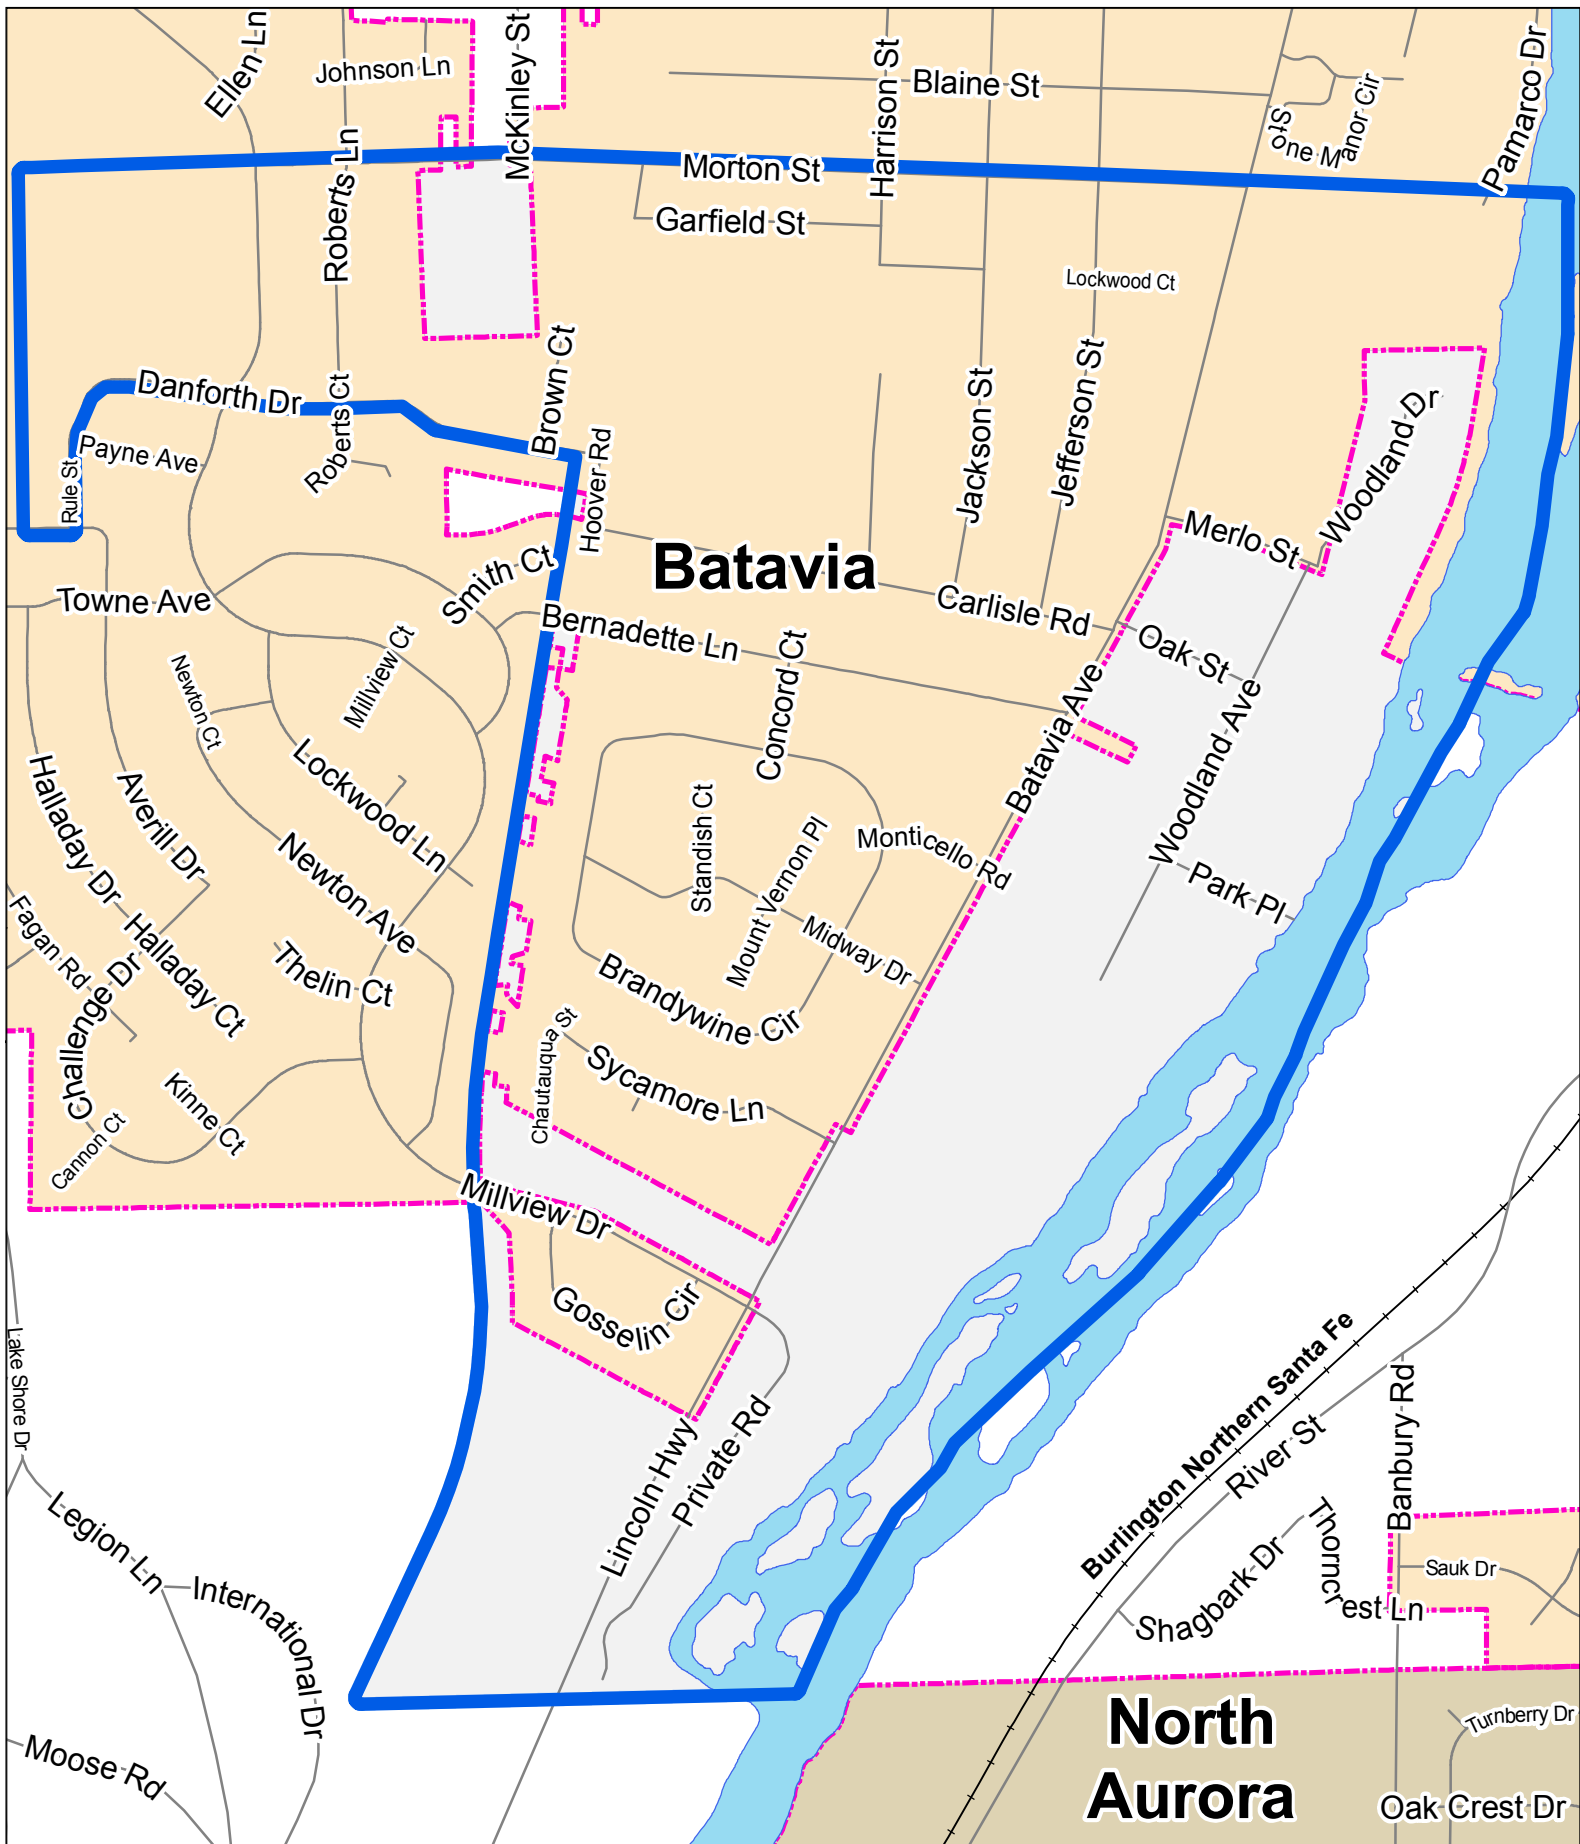 Ellen Ln
Johnson Ln
McKinley St
Harrison St
Blaine St
Stone Manor Cir
Pamarco Dr
Roberts Ln
Morton St
Garfield St
Lockwood Ct
Danforth Dr
Roberts Ct
Brown Ct
Payne Ave
Rule St
Hoover Rd
Jackson St
Jefferson St
Woodland Dr
Merlo St
Batavia
Smith Ct
Towne Ave
Bernadette Ln
Carlisle Rd
Oak St
Newton Ct
Millview Ct
Concord Ct
Batavia Ave
Woodland Ave
Halladay Dr
Averill Dr
Lockwood Ln
Standish Ct
Mount Vernon Pl
Monticello Rd
Park Pl
Newton Ave
Fagan Rd
Halladay Ct
Thelin Ct
Midway Dr
Brandywine Cir
Challenge Dr
Chautauqua St
Sycamore Ln
Kinne Ct
Cannon Ct
Millview Dr
Gosselin Cir
Lake Shore Dr
Lincoln Hwy
Private Rd
Burlington Northern Santa Fe
River St
Banbury Rd
Legion Ln
International Dr
Shagbark Dr
Thorncrest Ln
Sauk Dr
Moose Rd
North
Aurora
Turnberry Dr
Oak Crest Dr